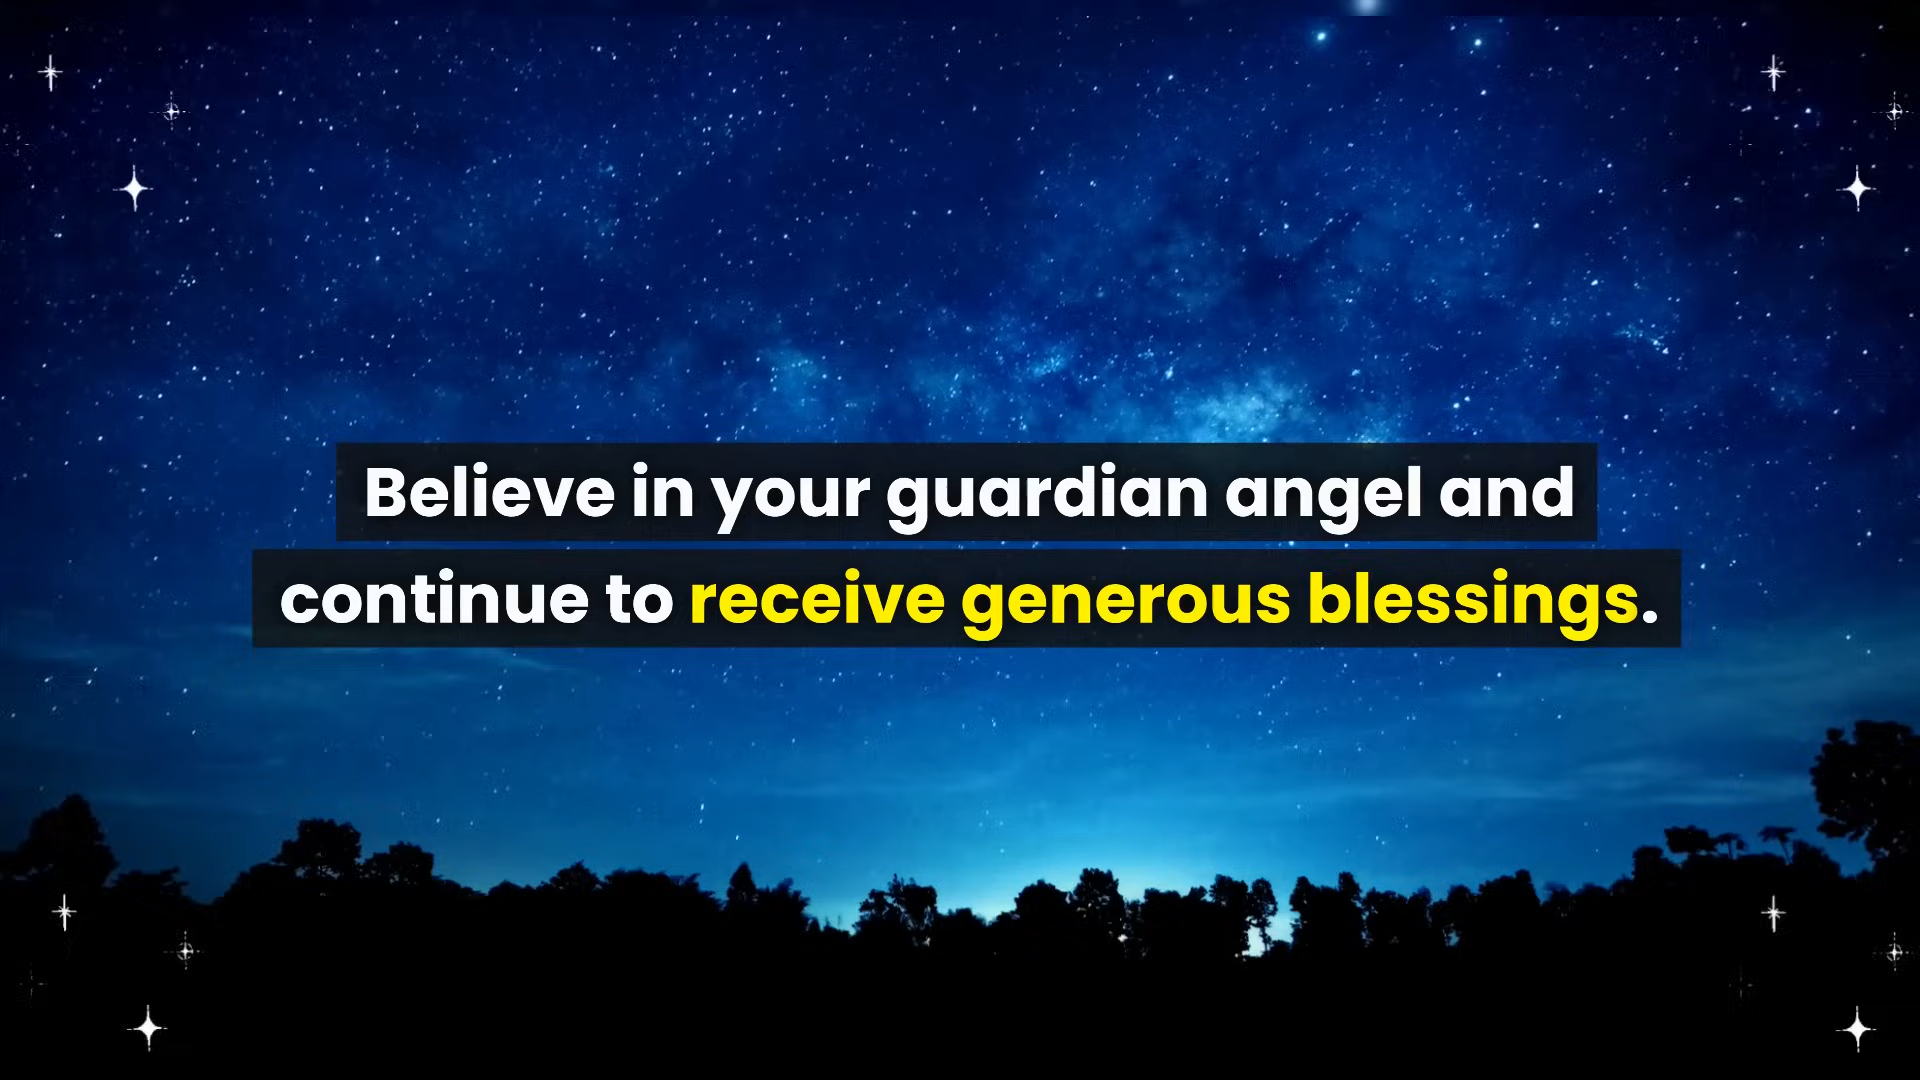 Believe in your guardian angel and
continue to receive generous blessings.